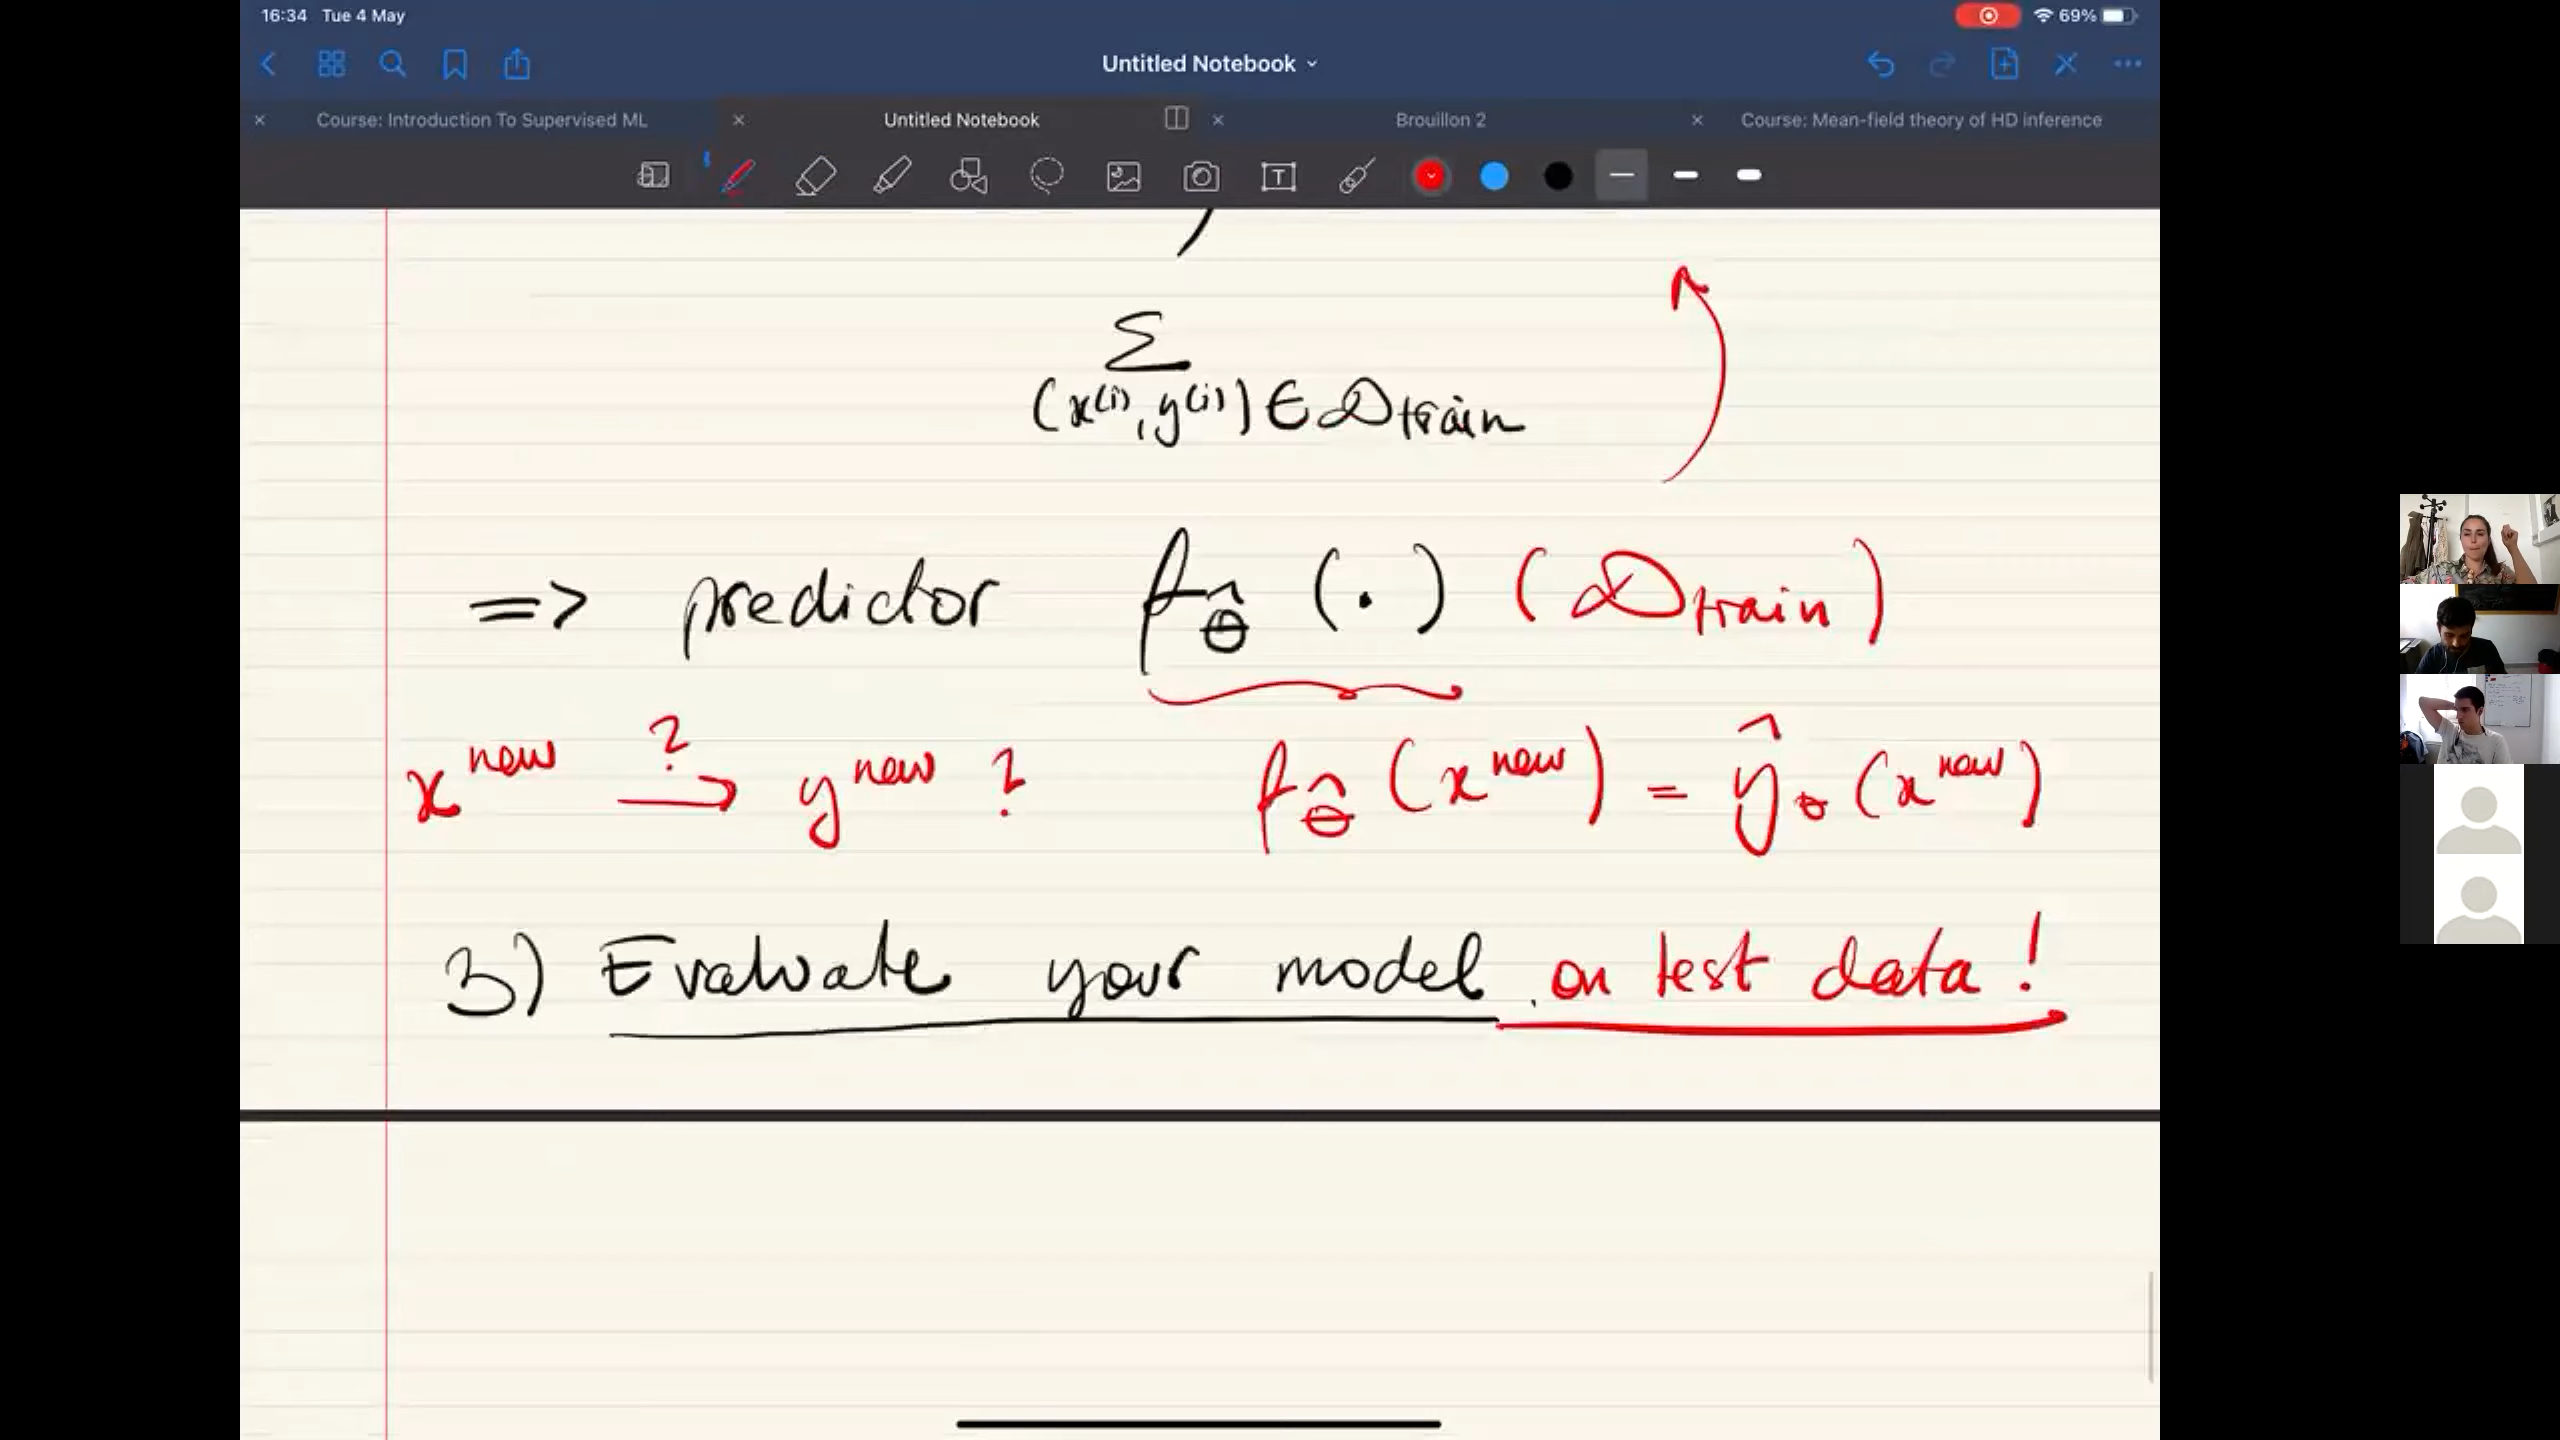 16:34 Tue 4 May 69%
Untitled Notebook
Course: Introduction To Supervised ML Untitled Notebook Brouillon 2 Course: Mean-field theory of HD inference
T
Σ
(x⁽ⁱ⁾, y⁽ⁱ⁾) ∈ 𝒟train
=> predictor f_θ̂ (·) (𝒟train)
x^new →? y^new ? f_θ̂ (x^new) = ŷ_θ (x^new)
3) Evaluate your model on test data!